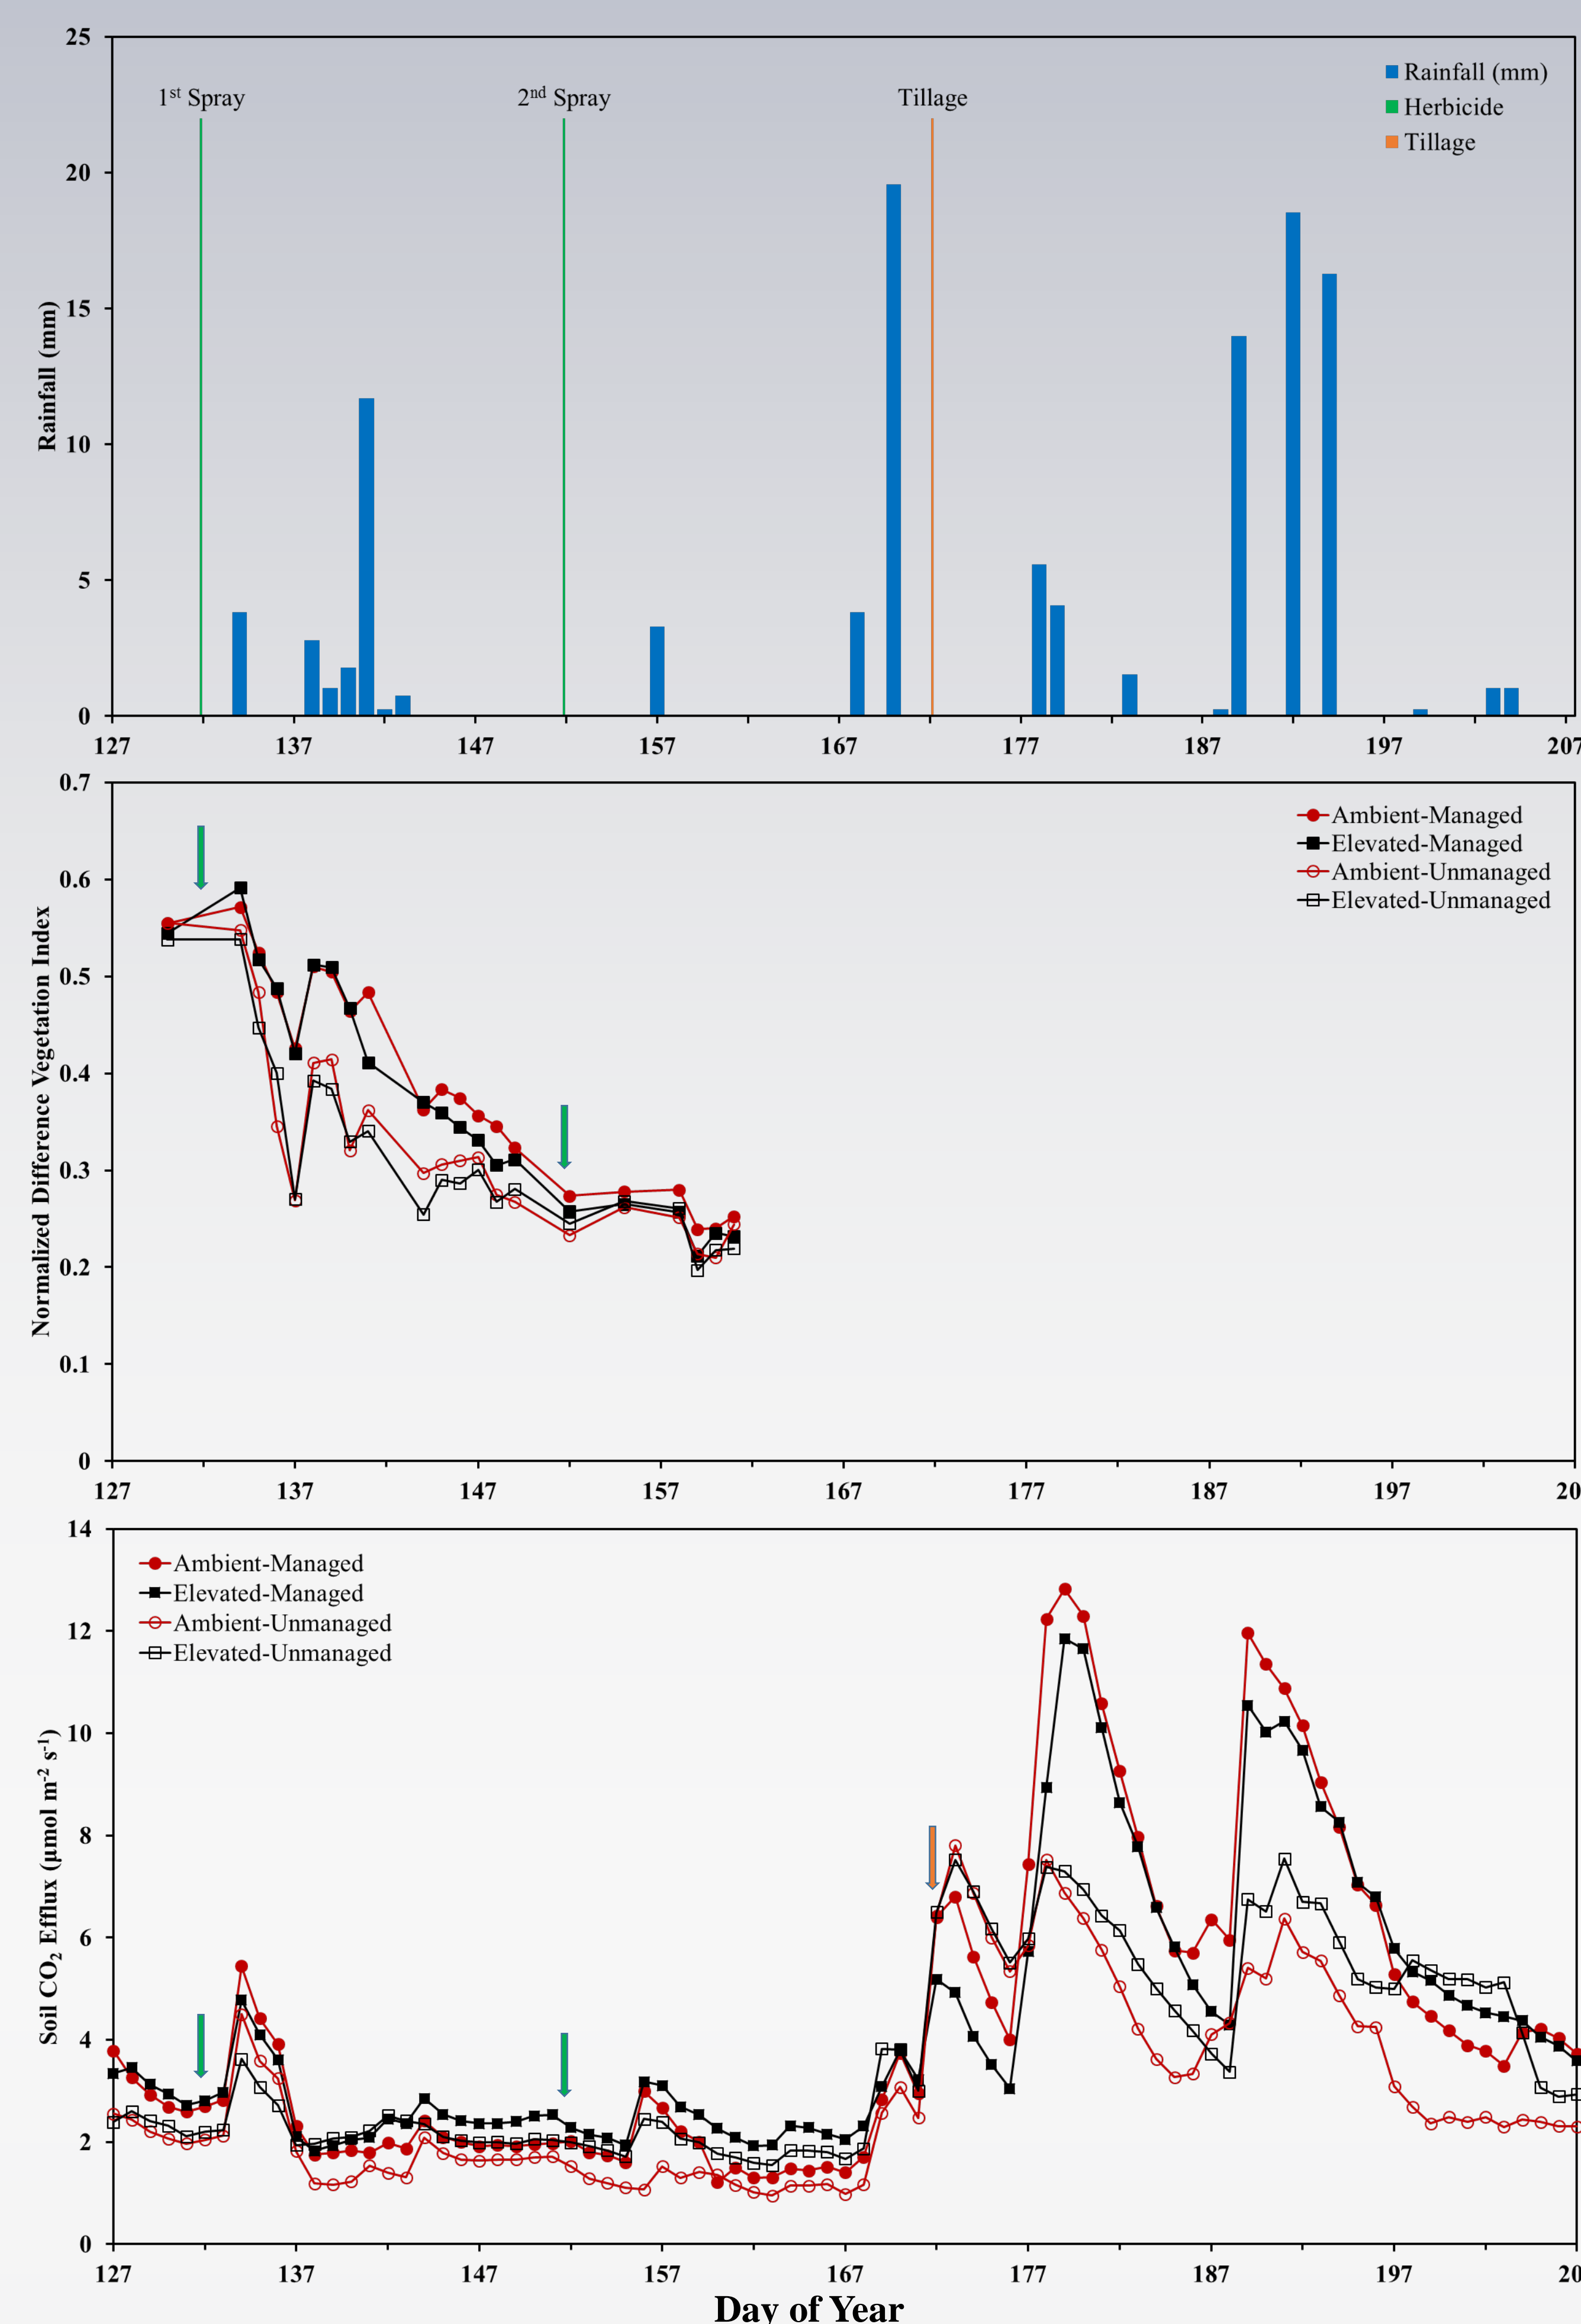 25
1st Spray
2nd Spray
Tillage
Rainfall (mm)
Herbicide
Tillage
20
15
10
5
0
Rainfall (mm)
127 137 147 157 167 177 187 197 207
0.7
0.6
0.5
0.4
0.3
0.2
0.1
0
Normalized Difference Vegetation Index
Ambient-Managed
Elevated-Managed
Ambient-Unmanaged
Elevated-Unmanaged
127 137 147 157 167 177 187 197 20
14
12
10
8
6
4
2
0
Soil CO2 Efflux (µmol m-2 s-1)
Ambient-Managed
Elevated-Managed
Ambient-Unmanaged
Elevated-Unmanaged
127 137 147 157 167 177 187 197 20
Day of Year